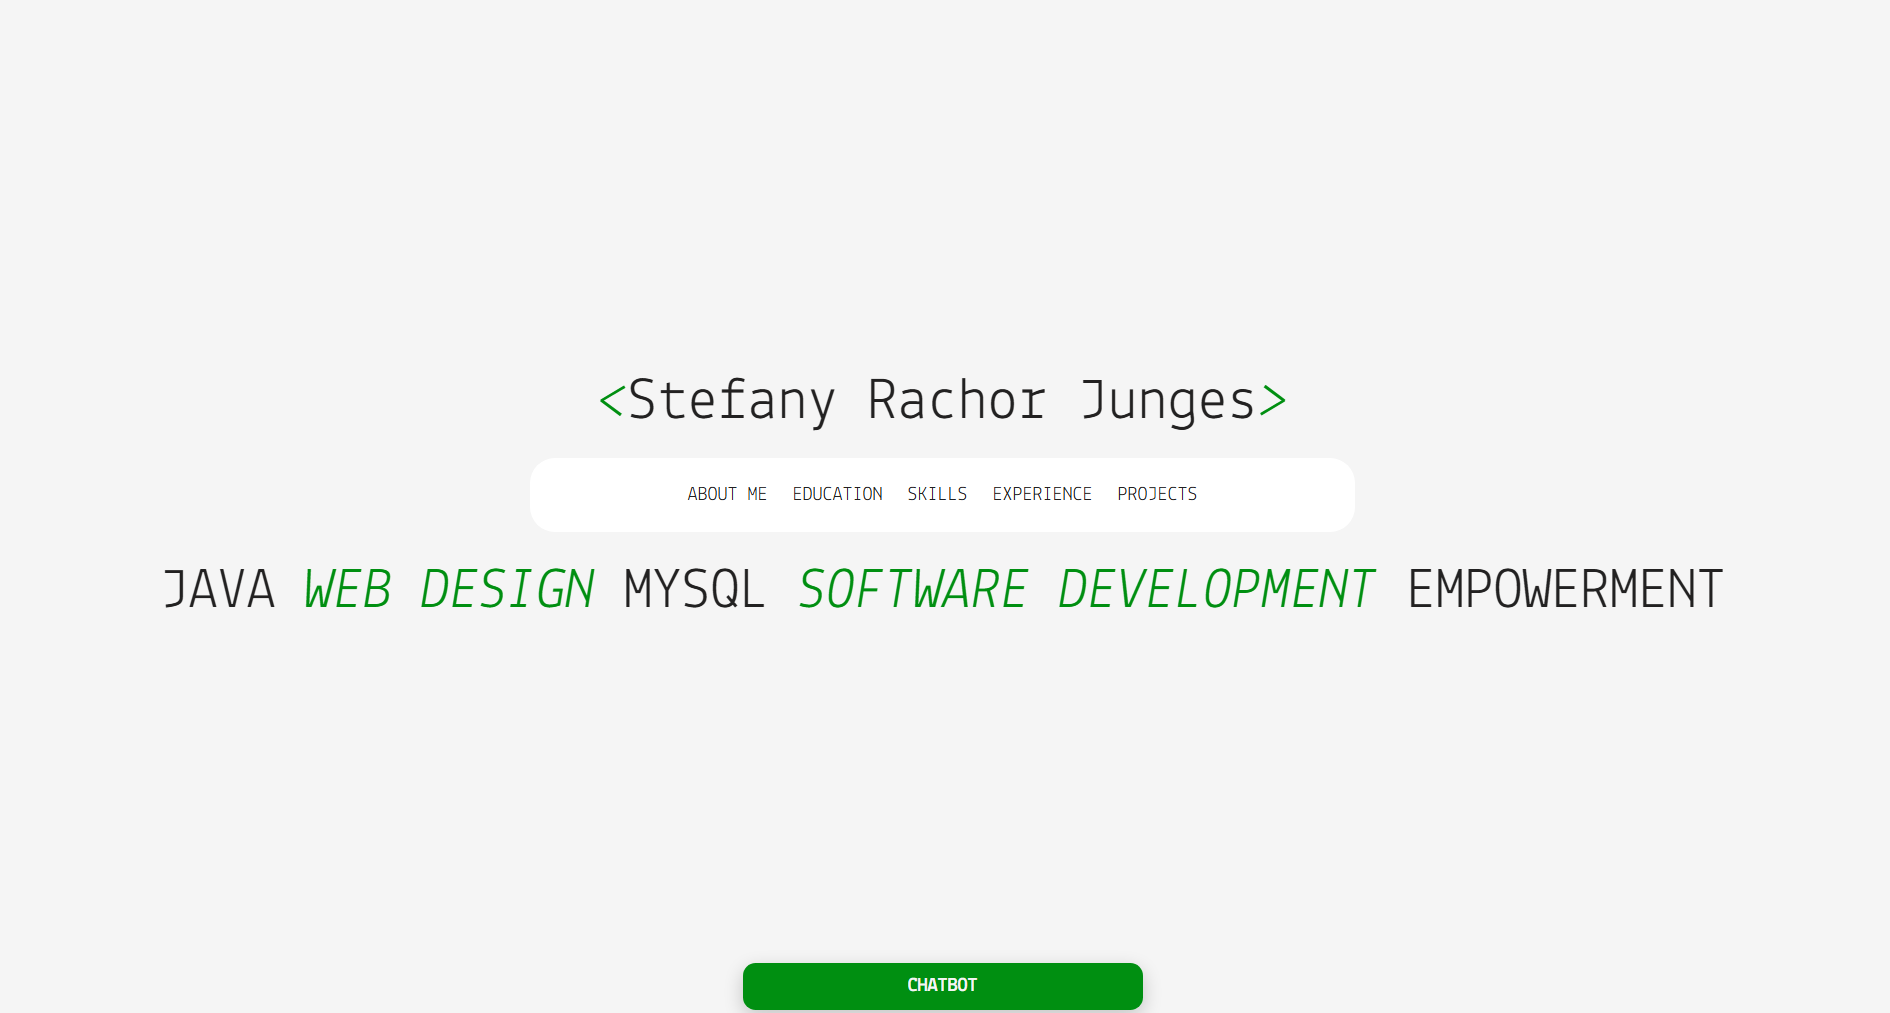 <Stefany Rachor Junges>
ABOUT ME EDUCATION SKILLS EXPERIENCE PROJECTS
JAVA WEB DESIGN MYSQL SOFTWARE DEVELOPMENT EMPOWERMENT
CHATBOT